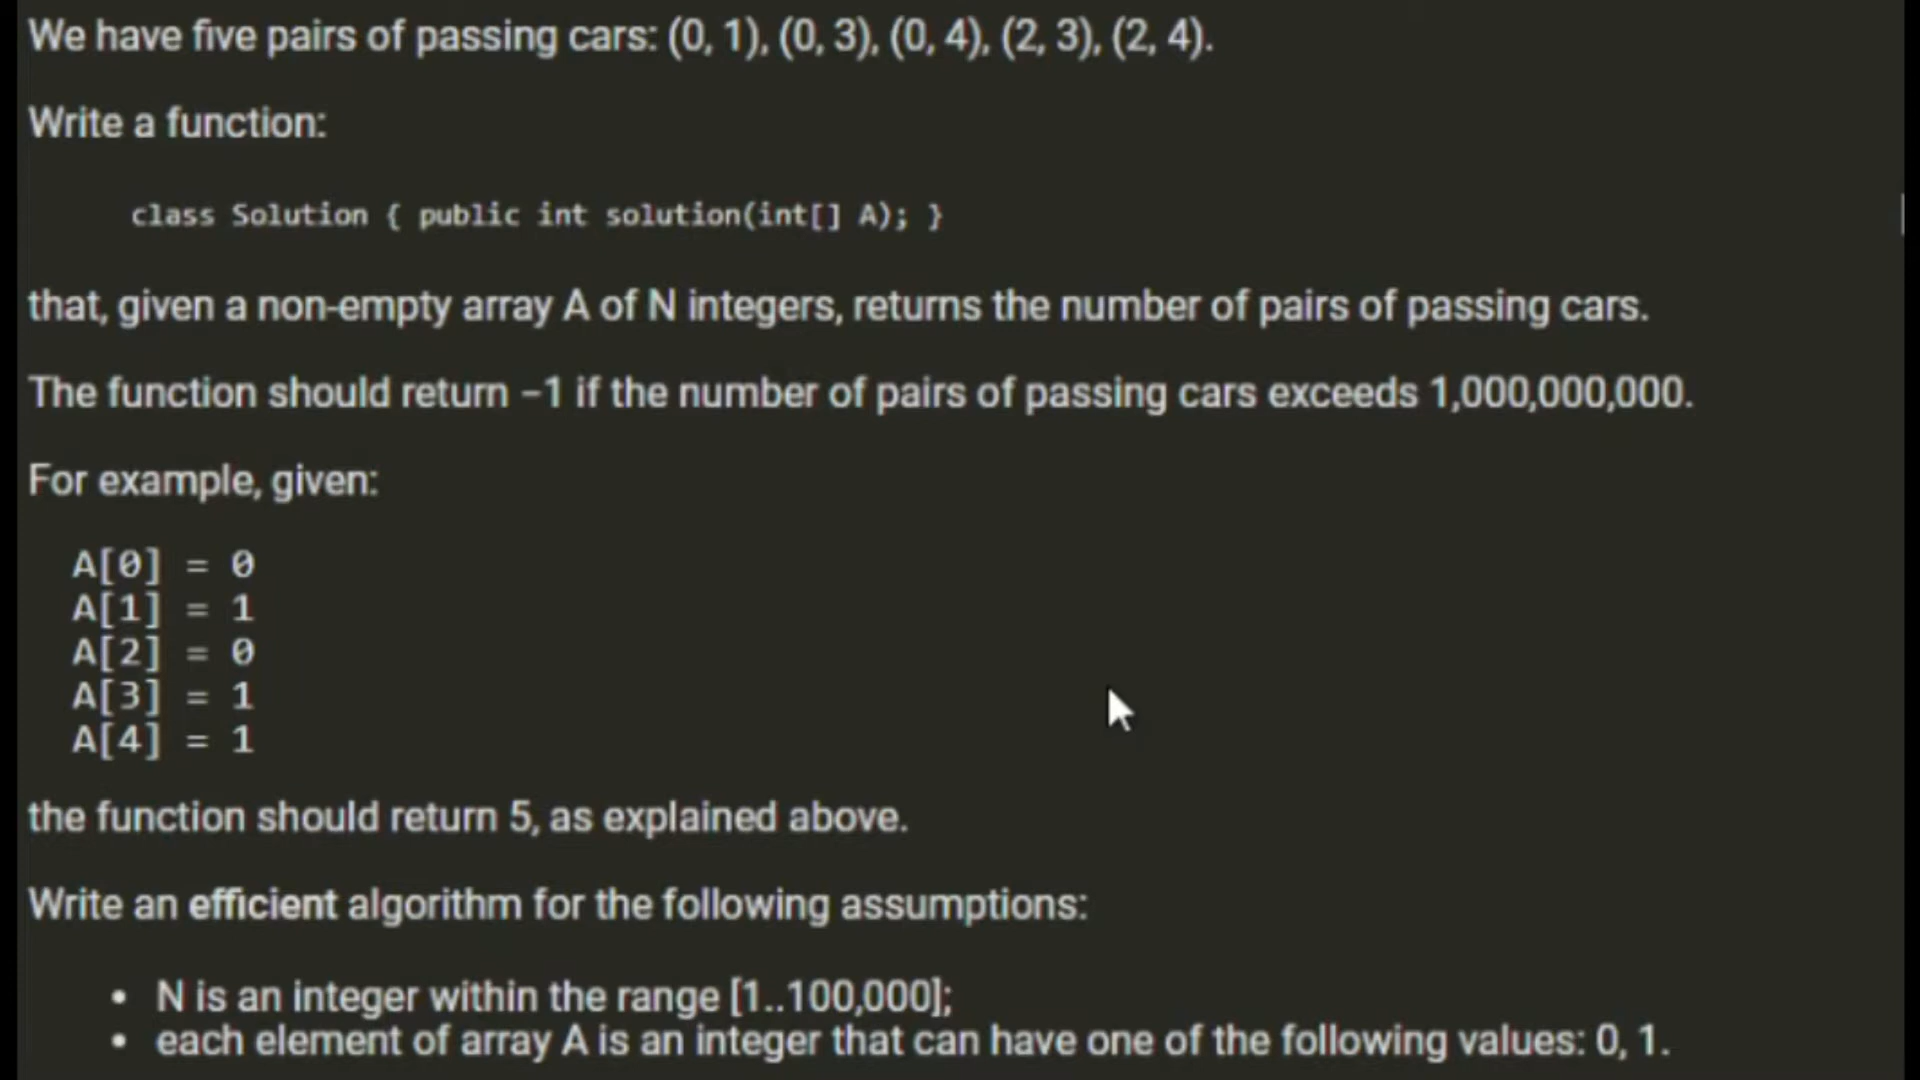 We have five pairs of passing cars: (0, 1), (0, 3), (0, 4), (2, 3), (2, 4).
Write a function:
class Solution { public int solution(int[] A); }
that, given a non-empty array A of N integers, returns the number of pairs of passing cars.
The function should return −1 if the number of pairs of passing cars exceeds 1,000,000,000.
For example, given:
A[0] = 0
A[1] = 1
A[2] = 0
A[3] = 1
A[4] = 1
the function should return 5, as explained above.
Write an efficient algorithm for the following assumptions:
• N is an integer within the range [1..100,000];
• each element of array A is an integer that can have one of the following values: 0, 1.